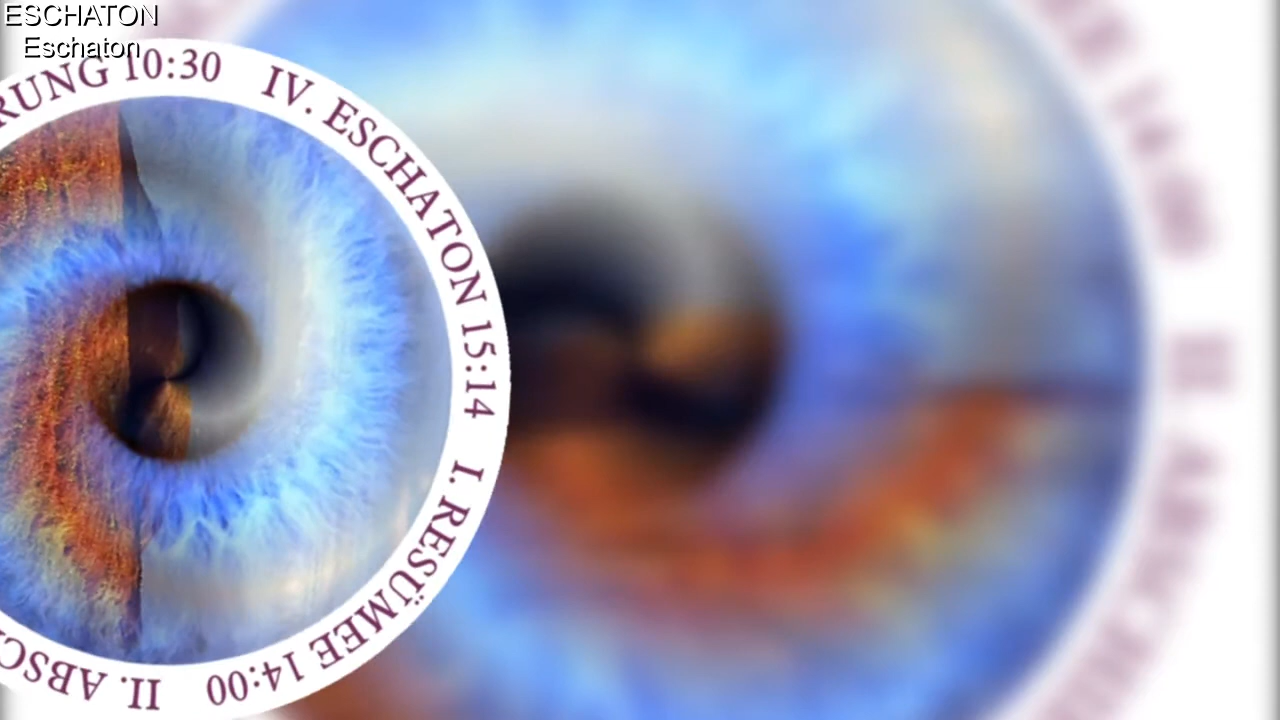 ESCHATON
Eschaton
RUNG 10:30 IV. ESCHATON 15:14 I. RESÜMEE 14:00 II. ABSC